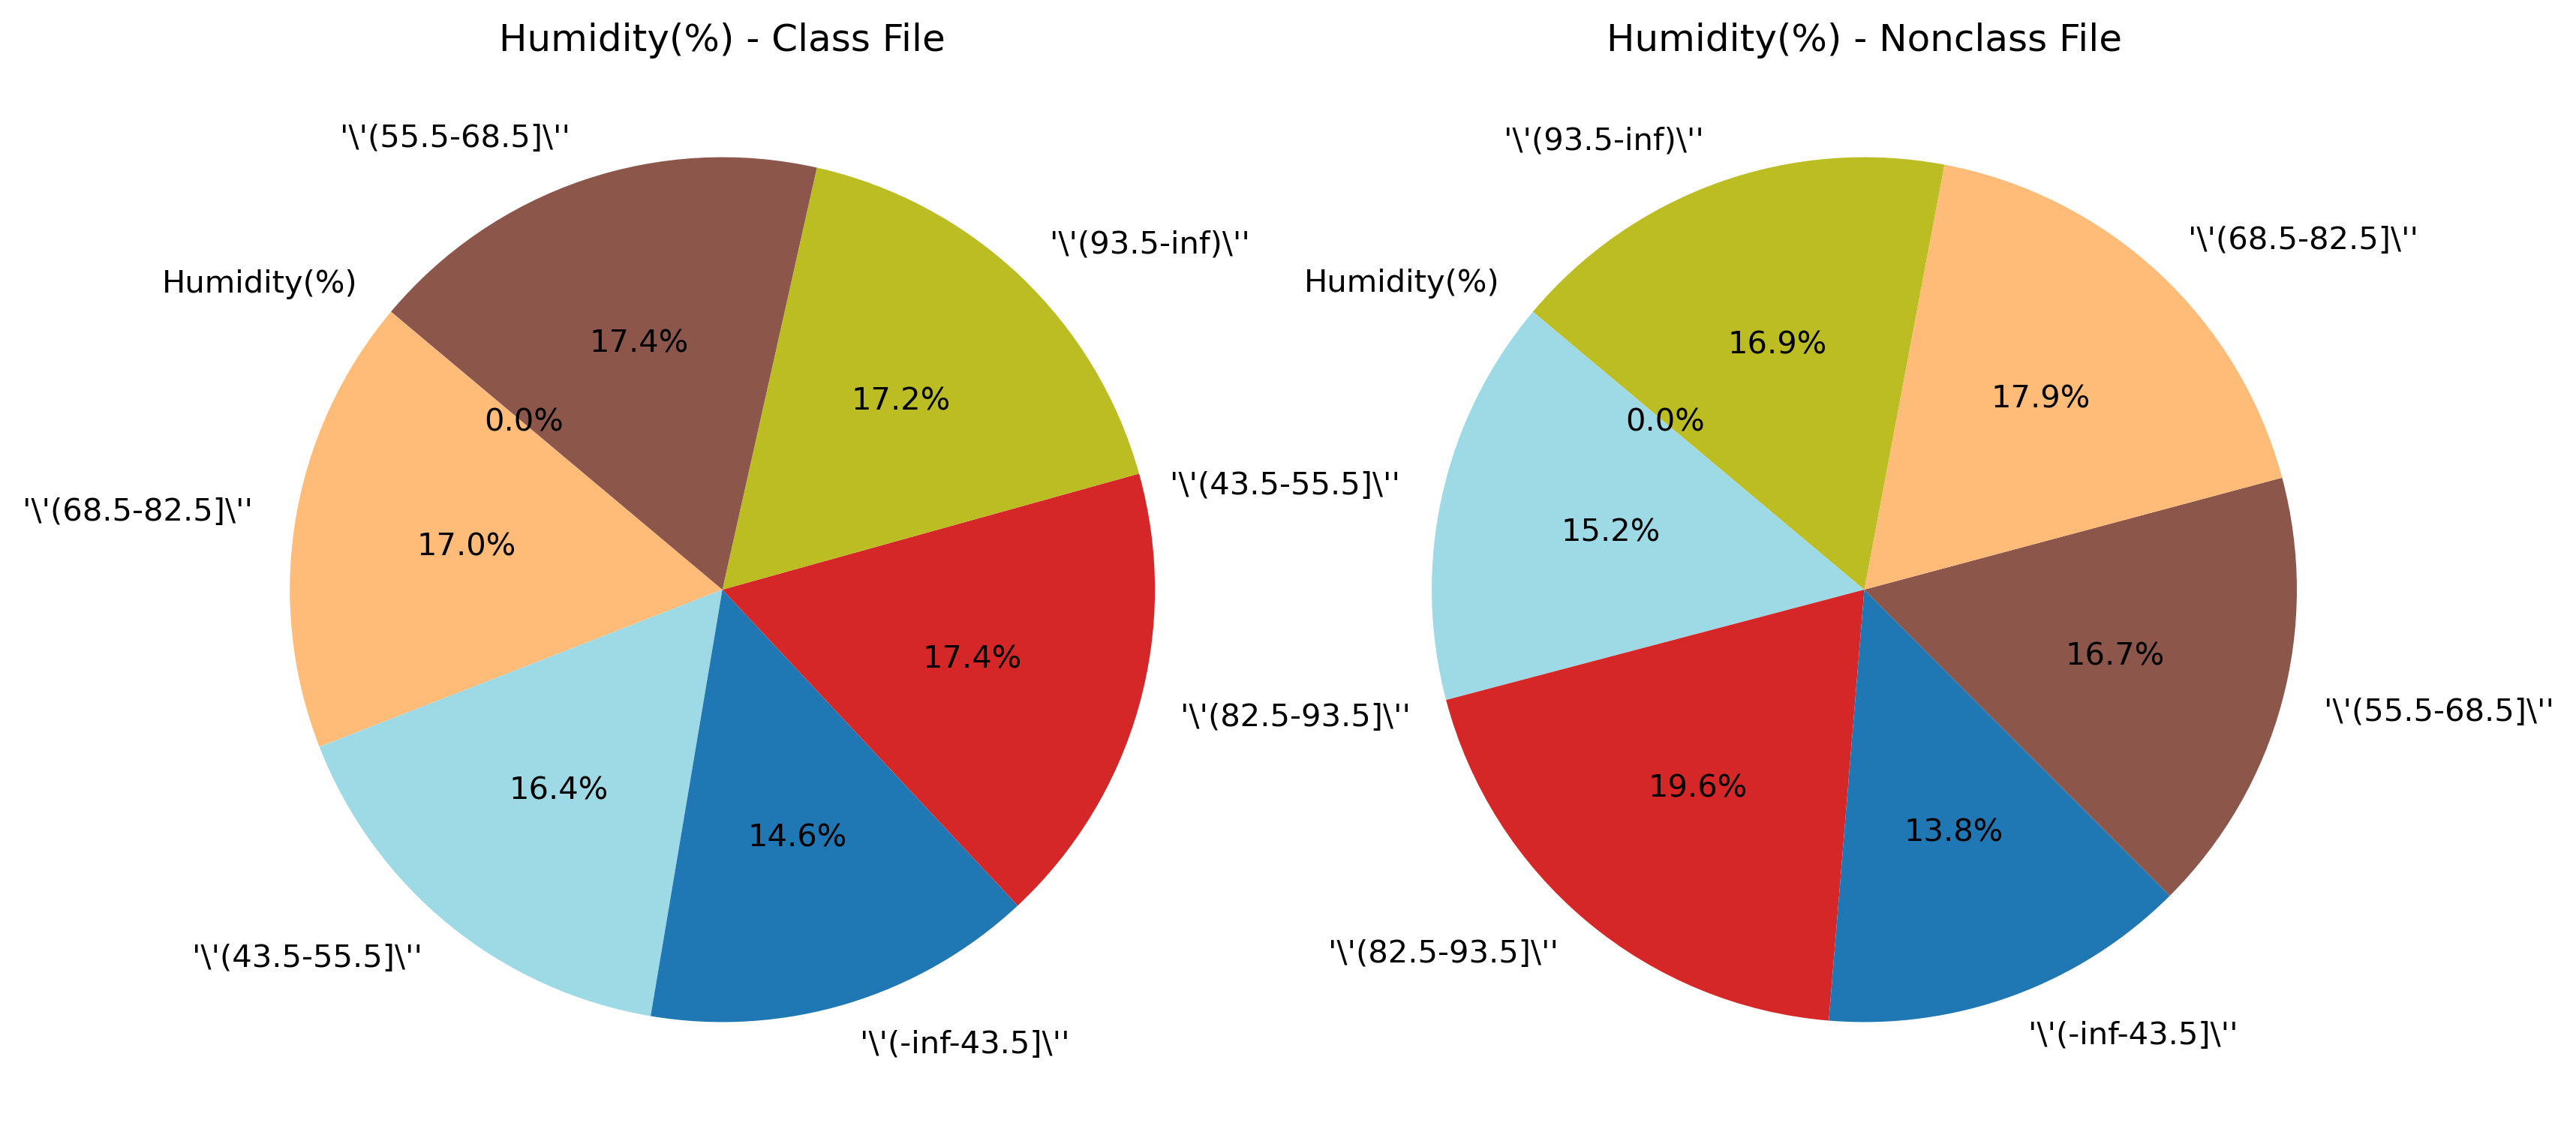 Humidity(%) - Class File
'\'(55.5-68.5]\''
'\'(93.5-inf)\''
Humidity(%)
17.4%
17.2%
0.0%
'\'(43.5-55.5]\''
'\'(68.5-82.5]\''
17.0%
17.4%
'\'(82.5-93.5]\''
16.4%
14.6%
'\'(43.5-55.5]\''
'\'(-inf-43.5]\''
Humidity(%) - Nonclass File
'\'(93.5-inf)\''
'\'(68.5-82.5]\''
Humidity(%)
16.9%
17.9%
0.0%
15.2%
16.7%
'\'(55.5-68.5]\''
19.6%
13.8%
'\'(82.5-93.5]\''
'\'(-inf-43.5]\''